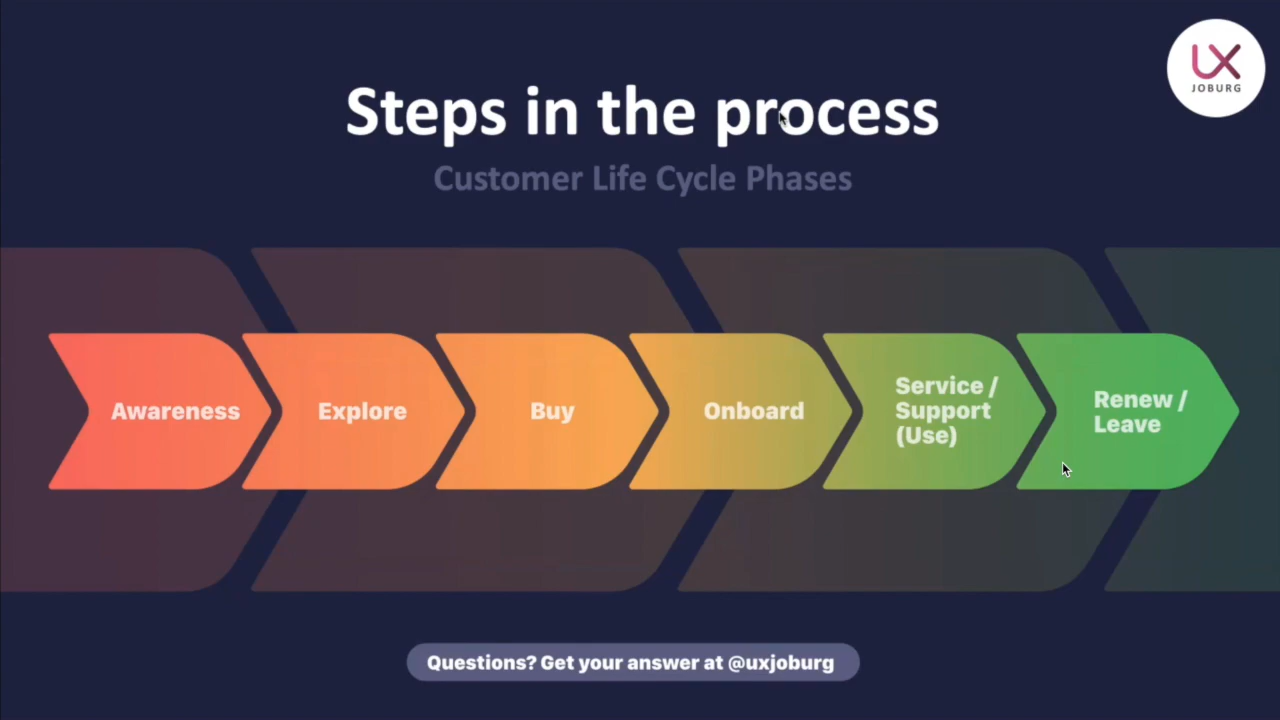 UX
JOBURG
Steps in the process
Customer Life Cycle Phases
Awareness
Explore
Buy
Onboard
Service /
Support
(Use)
Renew /
Leave
Questions? Get your answer at @uxjoburg